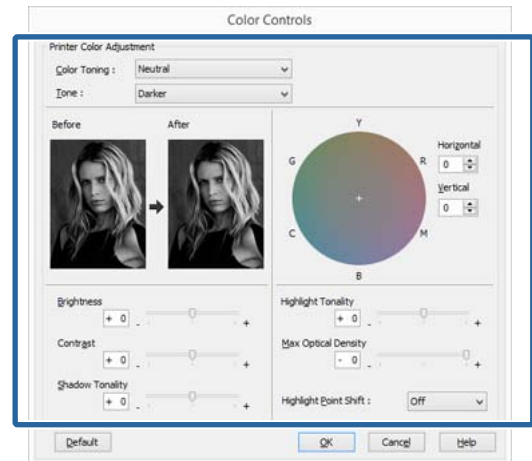 Color Controls
Printer Color Adjustment
Color Toning :
Neutral
Tone :
Darker
Before
After
Y
G
R
C
M
B
Horizontal
0
Vertical
0
Brightness
+ 0
- +
Contrast
+ 0
- +
Shadow Tonality
+ 0
- +
Highlight Tonality
+ 0
- +
Max Optical Density
- 0
- +
Highlight Point Shift :
Off
Default
OK
Cancel
Help